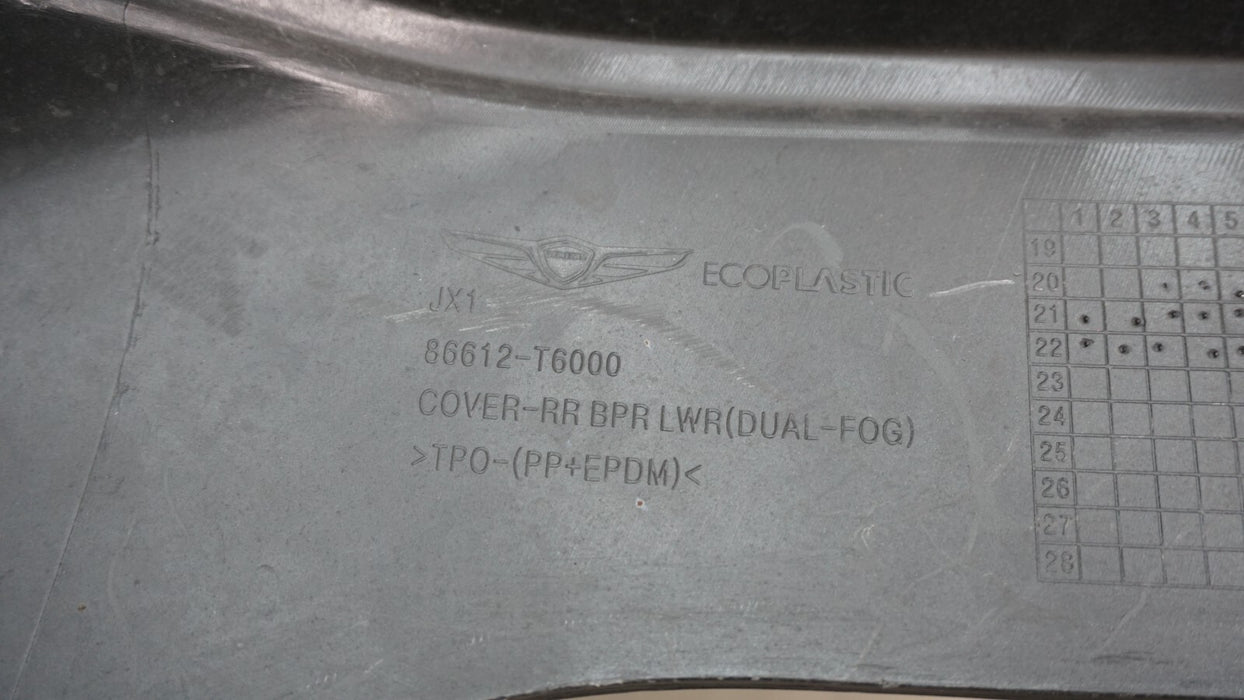 ECOPLASTIC
JX1
86612-T6000
COVER-RR BPR LWR(DUAL-FOG)
>TPO-(PP+EPDM)<
1 2 3 4 5
19
20
21
22
23
24
25
26
27
28